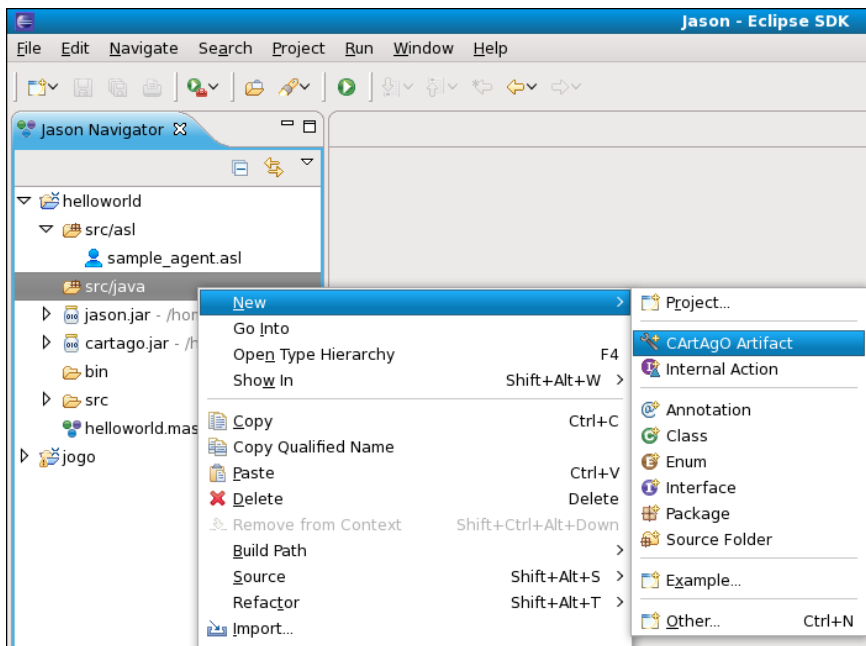 Jason - Eclipse SDK
File Edit Navigate Search Project Run Window Help
Jason Navigator
helloworld
src/asl
sample_agent.asl
src/java
jason.jar - /hor
cartago.jar - /h
bin
src
helloworld.mas
jogo
New
Go Into
Open Type Hierarchy F4
Show In Shift+Alt+W
Copy Ctrl+C
Copy Qualified Name
Paste Ctrl+V
Delete Delete
Remove from Context Shift+Ctrl+Alt+Down
Build Path
Source Shift+Alt+S
Refactor Shift+Alt+T
Import...
Project...
CArtAgO Artifact
Internal Action
Annotation
Class
Enum
Interface
Package
Source Folder
Example...
Other... Ctrl+N